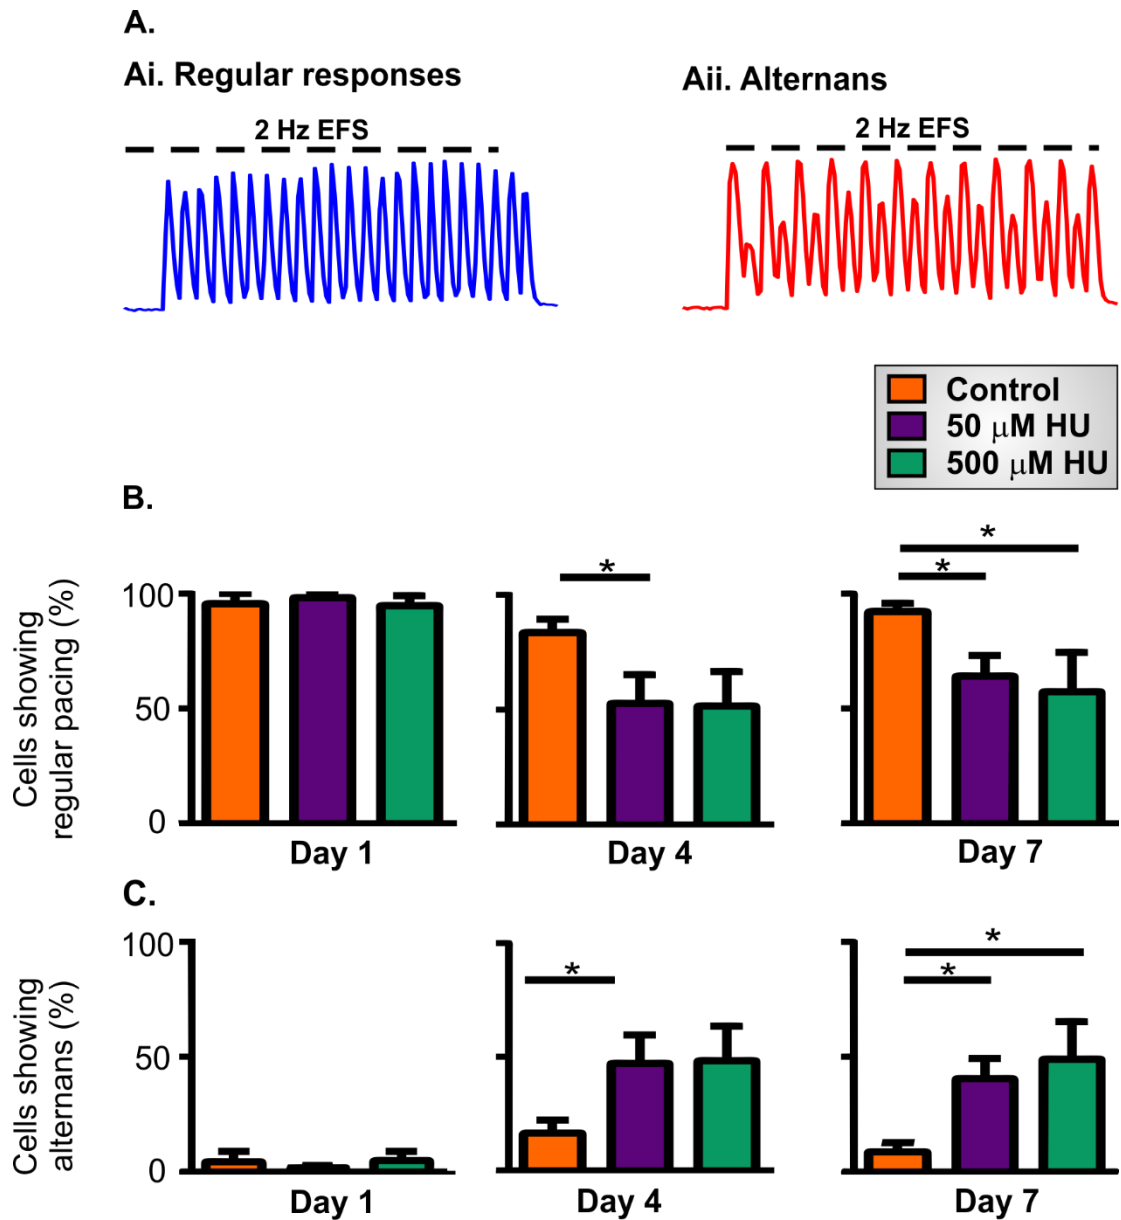 A.
Ai. Regular responses
Aii. Alternans
2 Hz EFS
2 Hz EFS
Control
50 μM HU
500 μM HU
B.
Cells showing
regular pacing (%)
100
50
0
*
*
*
Day 1
Day 4
Day 7
C.
Cells showing
alternans (%)
100
50
0
*
*
*
Day 1
Day 4
Day 7